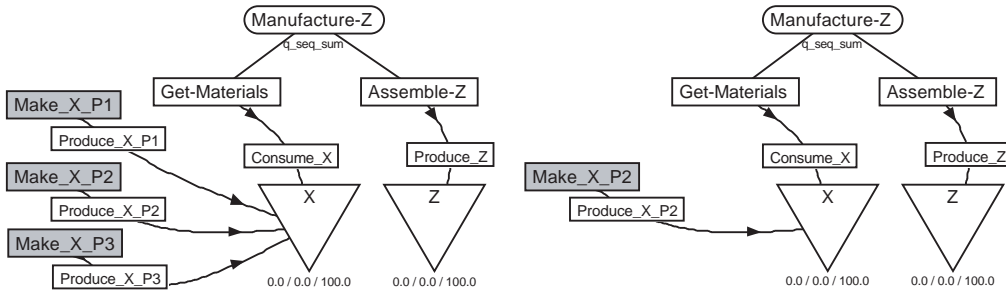 Manufacture-Z
q_seq_sum
Get-Materials
Assemble-Z
Make_X_P1
Produce_X_P1
Consume_X
Produce_Z
Make_X_P2
X
Z
Produce_X_P2
Make_X_P3
Produce_X_P3
0.0 / 0.0 / 100.0
0.0 / 0.0 / 100.0
Manufacture-Z
q_seq_sum
Get-Materials
Assemble-Z
Consume_X
Produce_Z
Make_X_P2
X
Z
Produce_X_P2
0.0 / 0.0 / 100.0
0.0 / 0.0 / 100.0